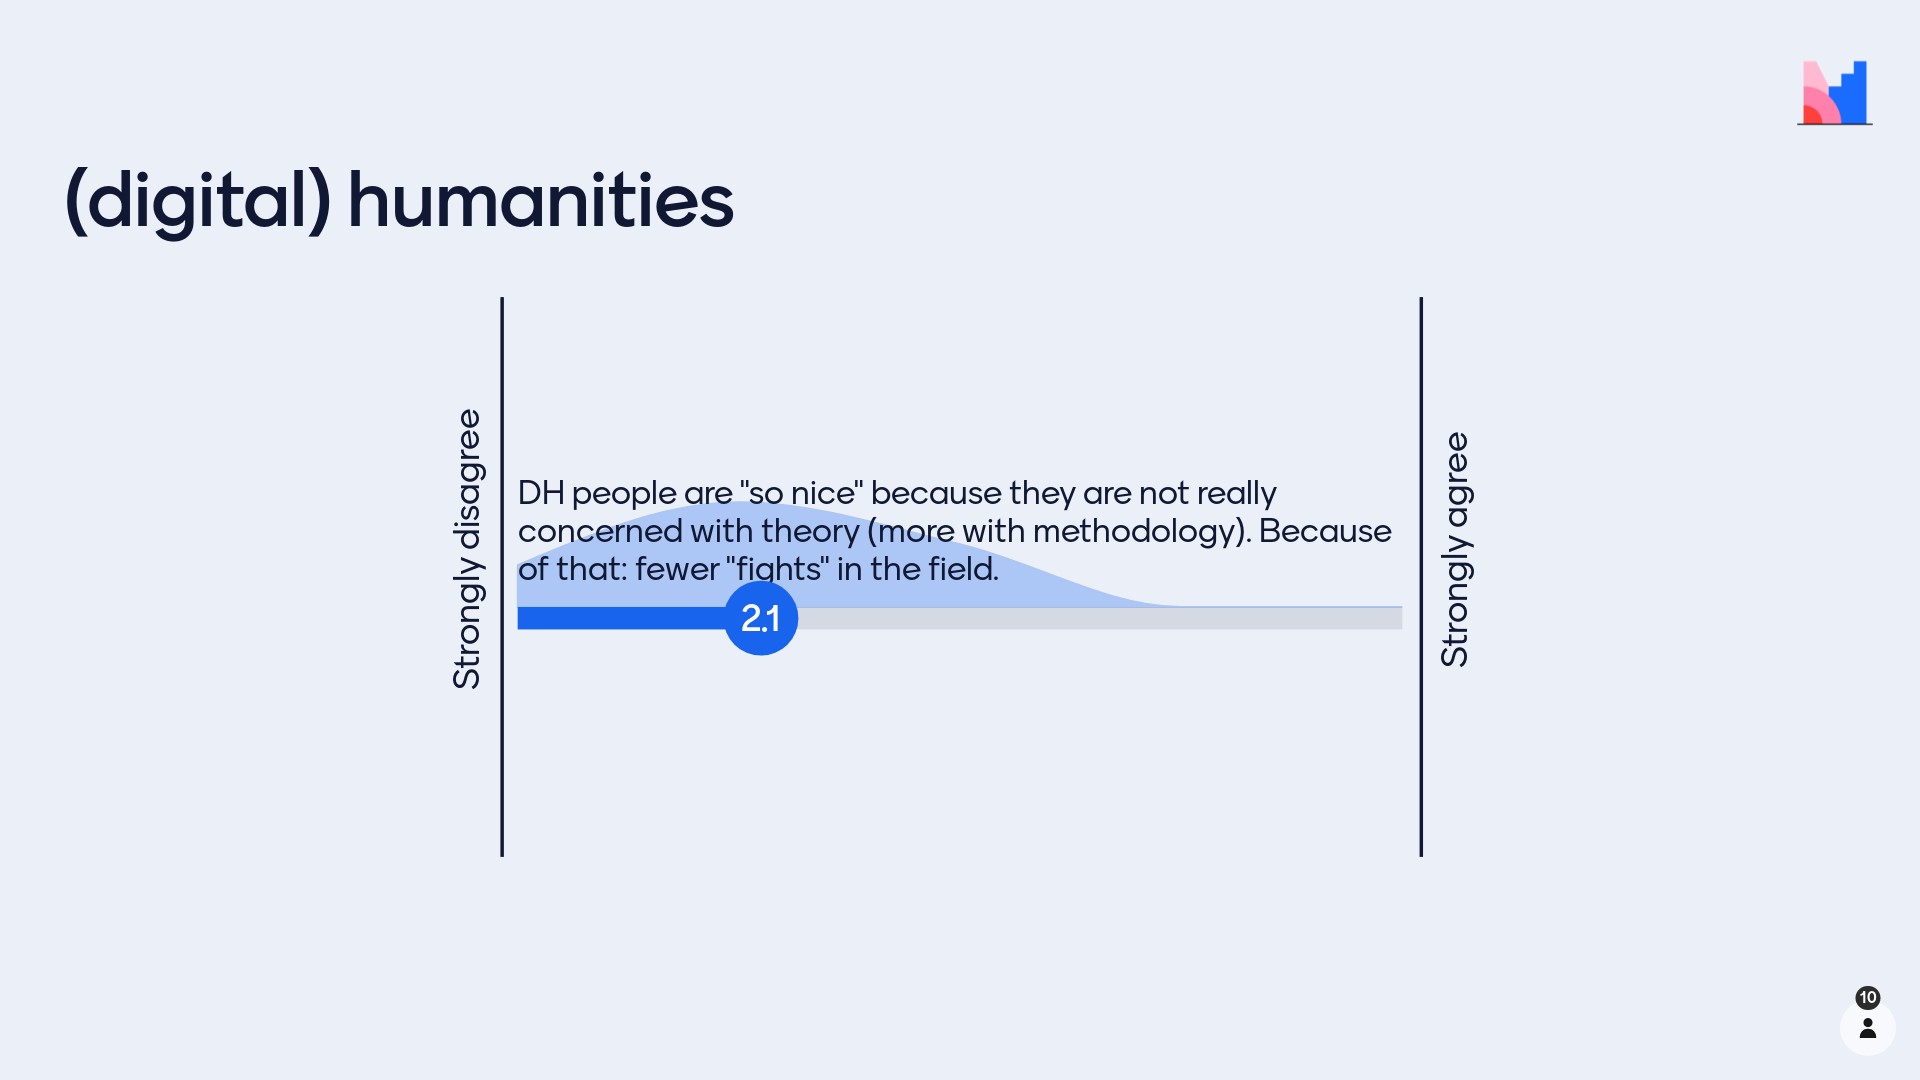 (digital) humanities
Strongly disagree
DH people are "so nice" because they are not really
concerned with theory (more with methodology). Because
of that: fewer "fights" in the field.
2.1
Strongly agree
10